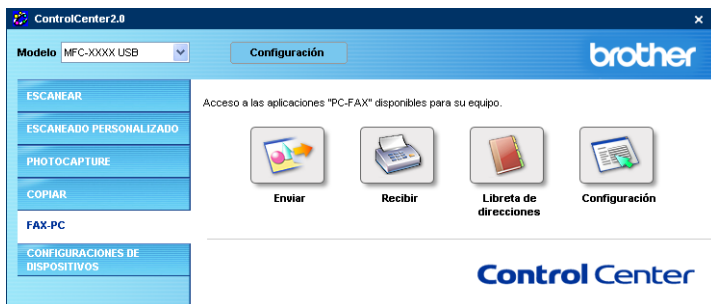 ControlCenter2.0
Modelo MFC-XXXX USB Configuración brother
ESCANEAR
ESCANEADO PERSONALIZADO
PHOTOCAPTURE
COPIAR
FAX-PC
CONFIGURACIONES DE
DISPOSITIVOS
Acceso a las aplicaciones "PC-FAX" disponibles para su equipo.
Enviar Recibir Libreta de direcciones Configuración
Control Center